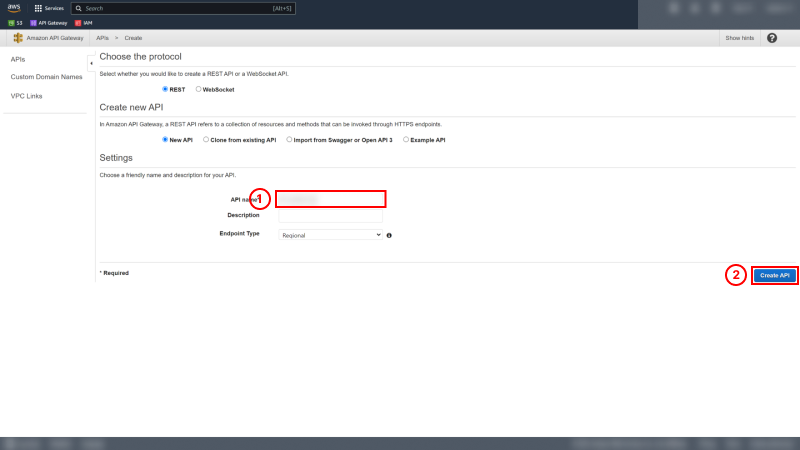 aws Services Search [Alt+S]
S3 API Gateway IAM
Amazon API Gateway APIs > Create Show hints ?
APIs
Custom Domain Names
VPC Links
Choose the protocol
Select whether you would like to create a REST API or a WebSocket API.
REST WebSocket
Create new API
In Amazon API Gateway, a REST API refers to a collection of resources and methods that can be invoked through HTTPS endpoints.
New API Clone from existing API Import from Swagger or Open API 3 Example API
Settings
Choose a friendly name and description for your API.
API name* 1
Description
Endpoint Type Regional
* Required
2 Create API